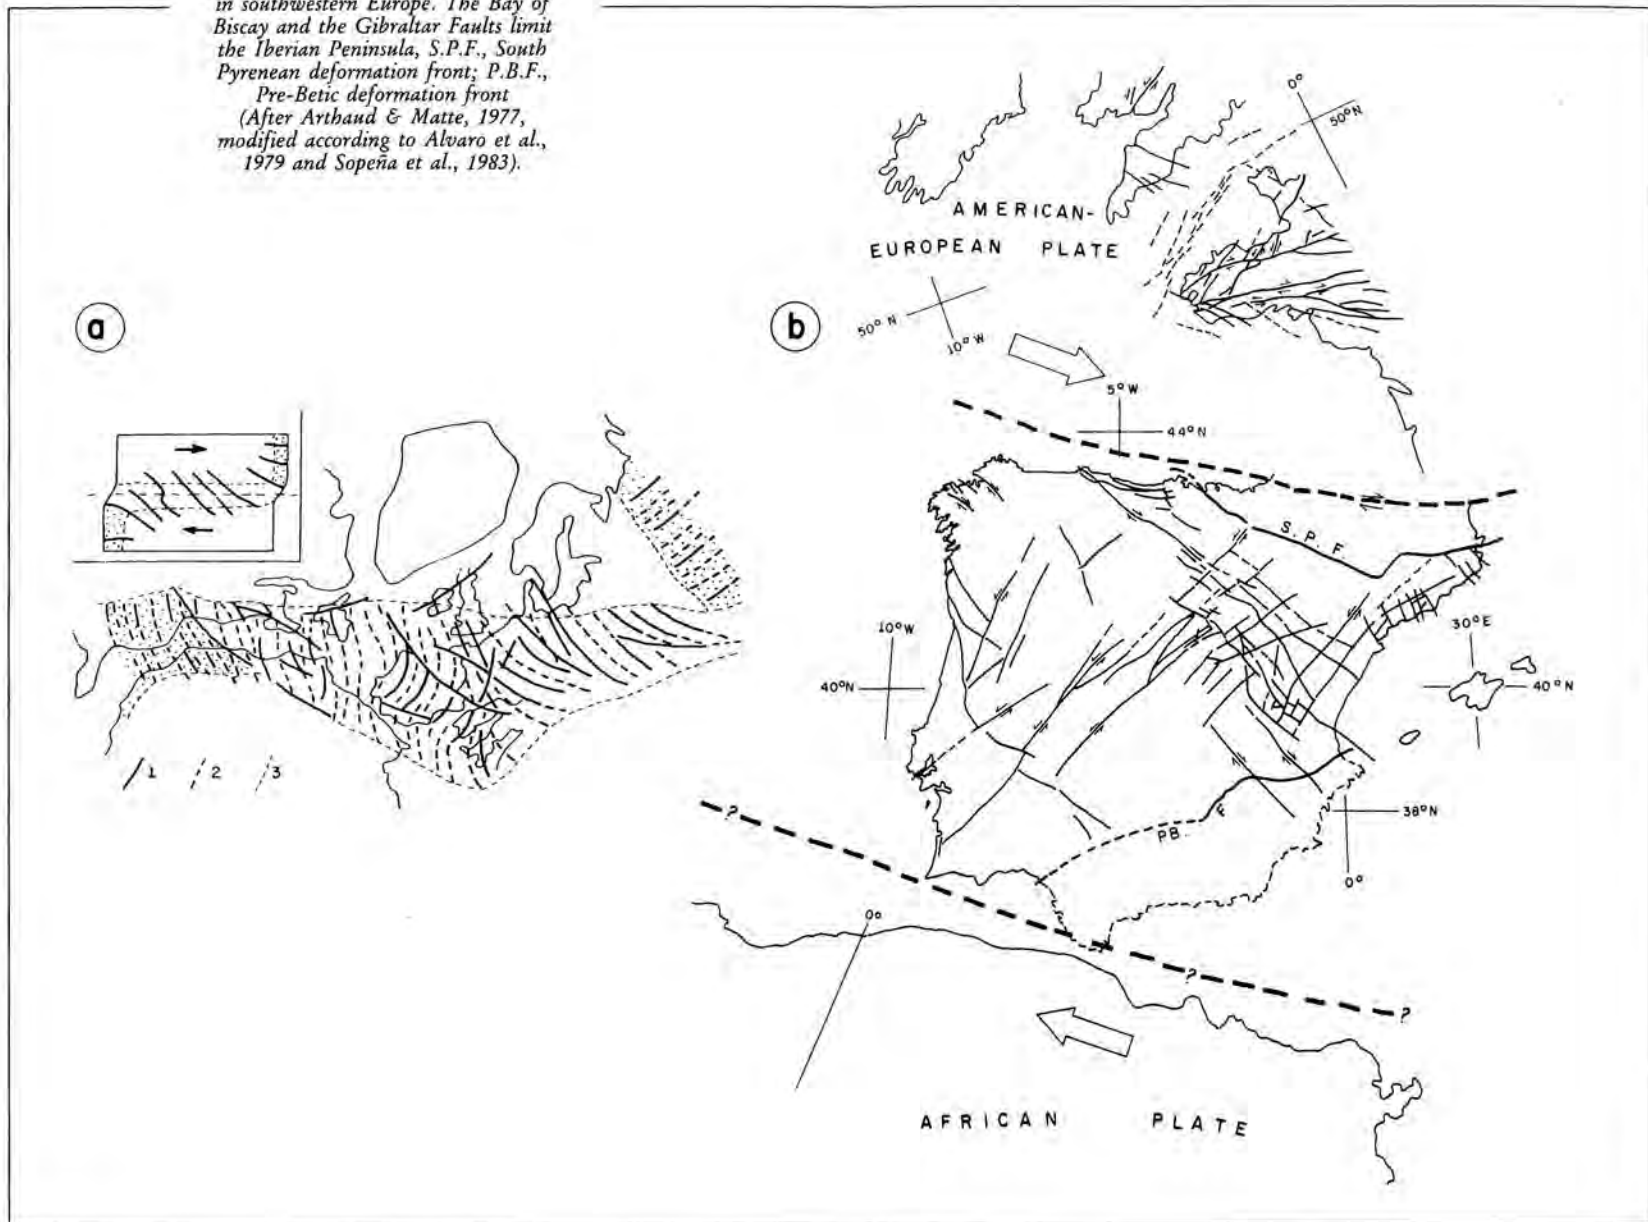 in southwestern Europe. The Bay of
Biscay and the Gibraltar Faults limit
the Iberian Peninsula, S.P.F., South
Pyrenean deformation front; P.B.F.,
Pre-Betic deformation front
(After Arthaud & Matte, 1977,
modified according to Alvaro et al.,
1979 and Sopeña et al., 1983).
a
1 2 3
b
0°
50°N
AMERICAN-
EUROPEAN PLATE
50° N
10° W
5° W
44°N
S. P. F.
10°W
40°N
30°E
40°N
P.B. F
38°N
0°
?
0°
?
?
AFRICAN PLATE